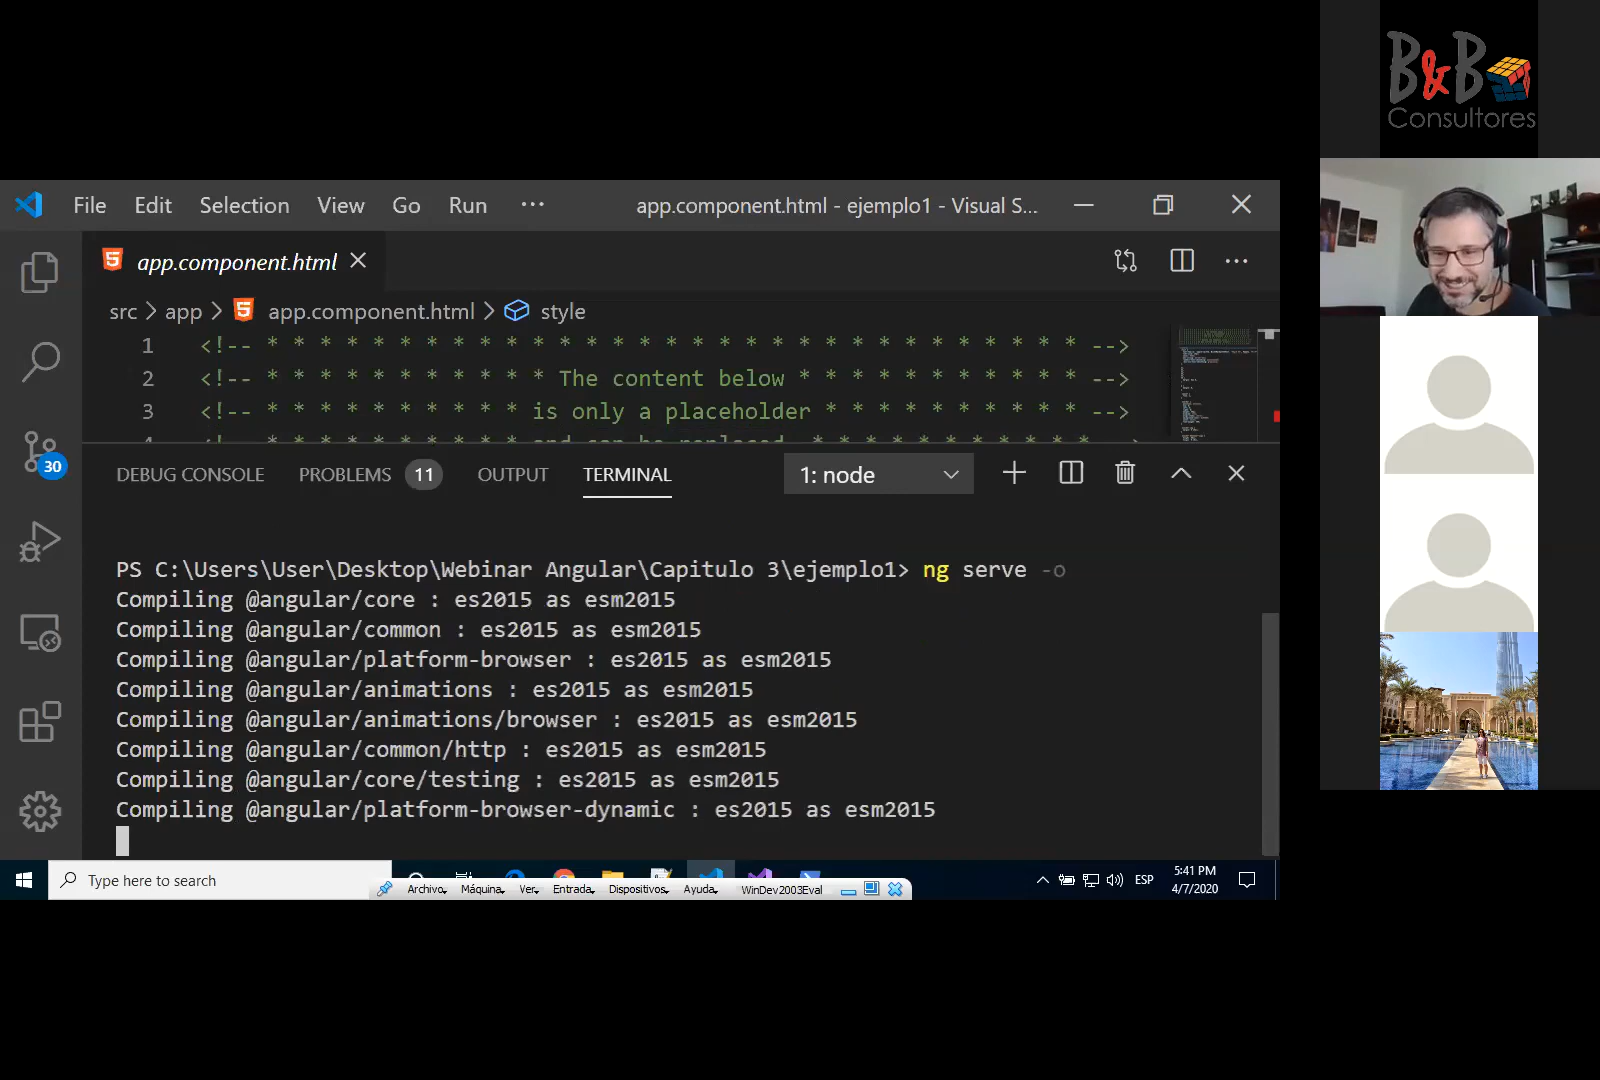 B&B
Consultores
File Edit Selection View Go Run ··· app.component.html - ejemplo1 - Visual S...
app.component.html
src > app > app.component.html > style
1 <!-- * * * * * * * * * * * * * * * * * * * * * * * * * * * * * * * -->
2 <!-- * * * * * * * * * * * The content below * * * * * * * * * * * -->
3 <!-- * * * * * * * * * * is only a placeholder * * * * * * * * * * -->
4 <!-- * * * * * * * * * * and can be replaced. * * * * * * * * * * * -->
30
DEBUG CONSOLE PROBLEMS 11 OUTPUT TERMINAL 1: node
PS C:\Users\User\Desktop\Webinar Angular\Capitulo 3\ejemplo1> ng serve -o
Compiling @angular/core : es2015 as esm2015
Compiling @angular/common : es2015 as esm2015
Compiling @angular/platform-browser : es2015 as esm2015
Compiling @angular/animations : es2015 as esm2015
Compiling @angular/animations/browser : es2015 as esm2015
Compiling @angular/common/http : es2015 as esm2015
Compiling @angular/core/testing : es2015 as esm2015
Compiling @angular/platform-browser-dynamic : es2015 as esm2015
Type here to search
ESP
5:41 PM
4/7/2020
Archivo Máquina Ver Entrada Dispositivos Ayuda WinDev2003Eval